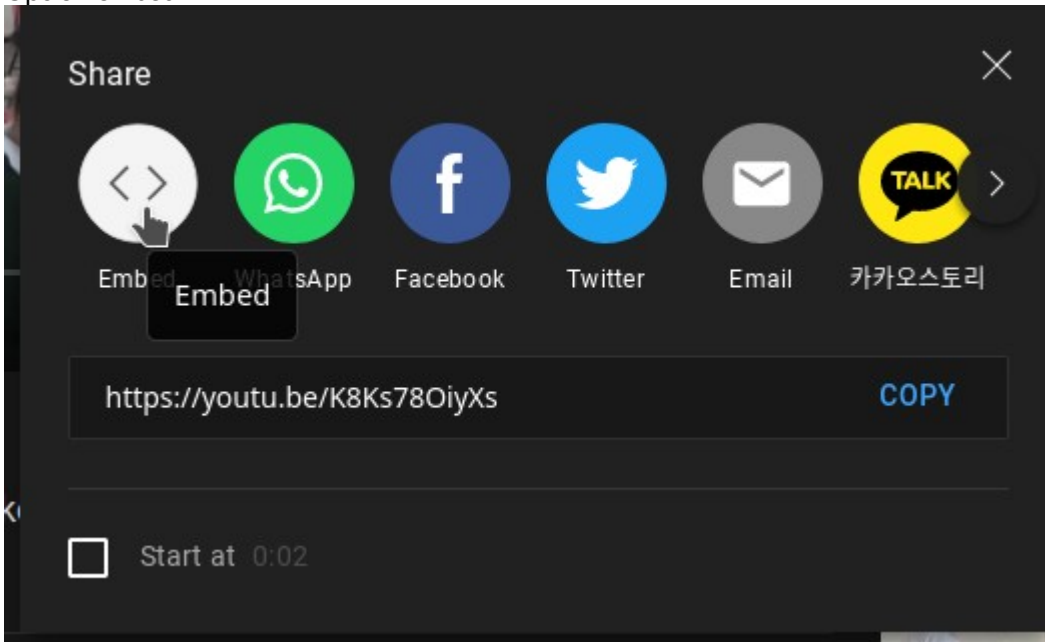 Share
TALK
Embed
WhatsApp
Facebook
Twitter
Email
카카오스토리
Embed
https://youtu.be/K8Ks78OiyXs
COPY
Start at 0:02